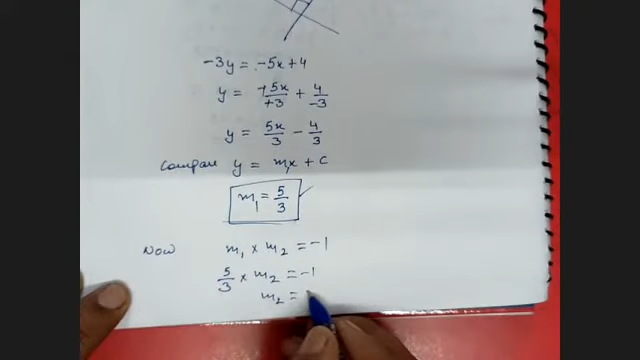 -3y = -5x + 4
y = +5x/+3 + 4/-3
y = 5x/3 - 4/3
Compare y = m₁x + c
m₁ = 5/3
Now m₁ × m₂ = -1
5/3 × m₂ = -1
m₂ =